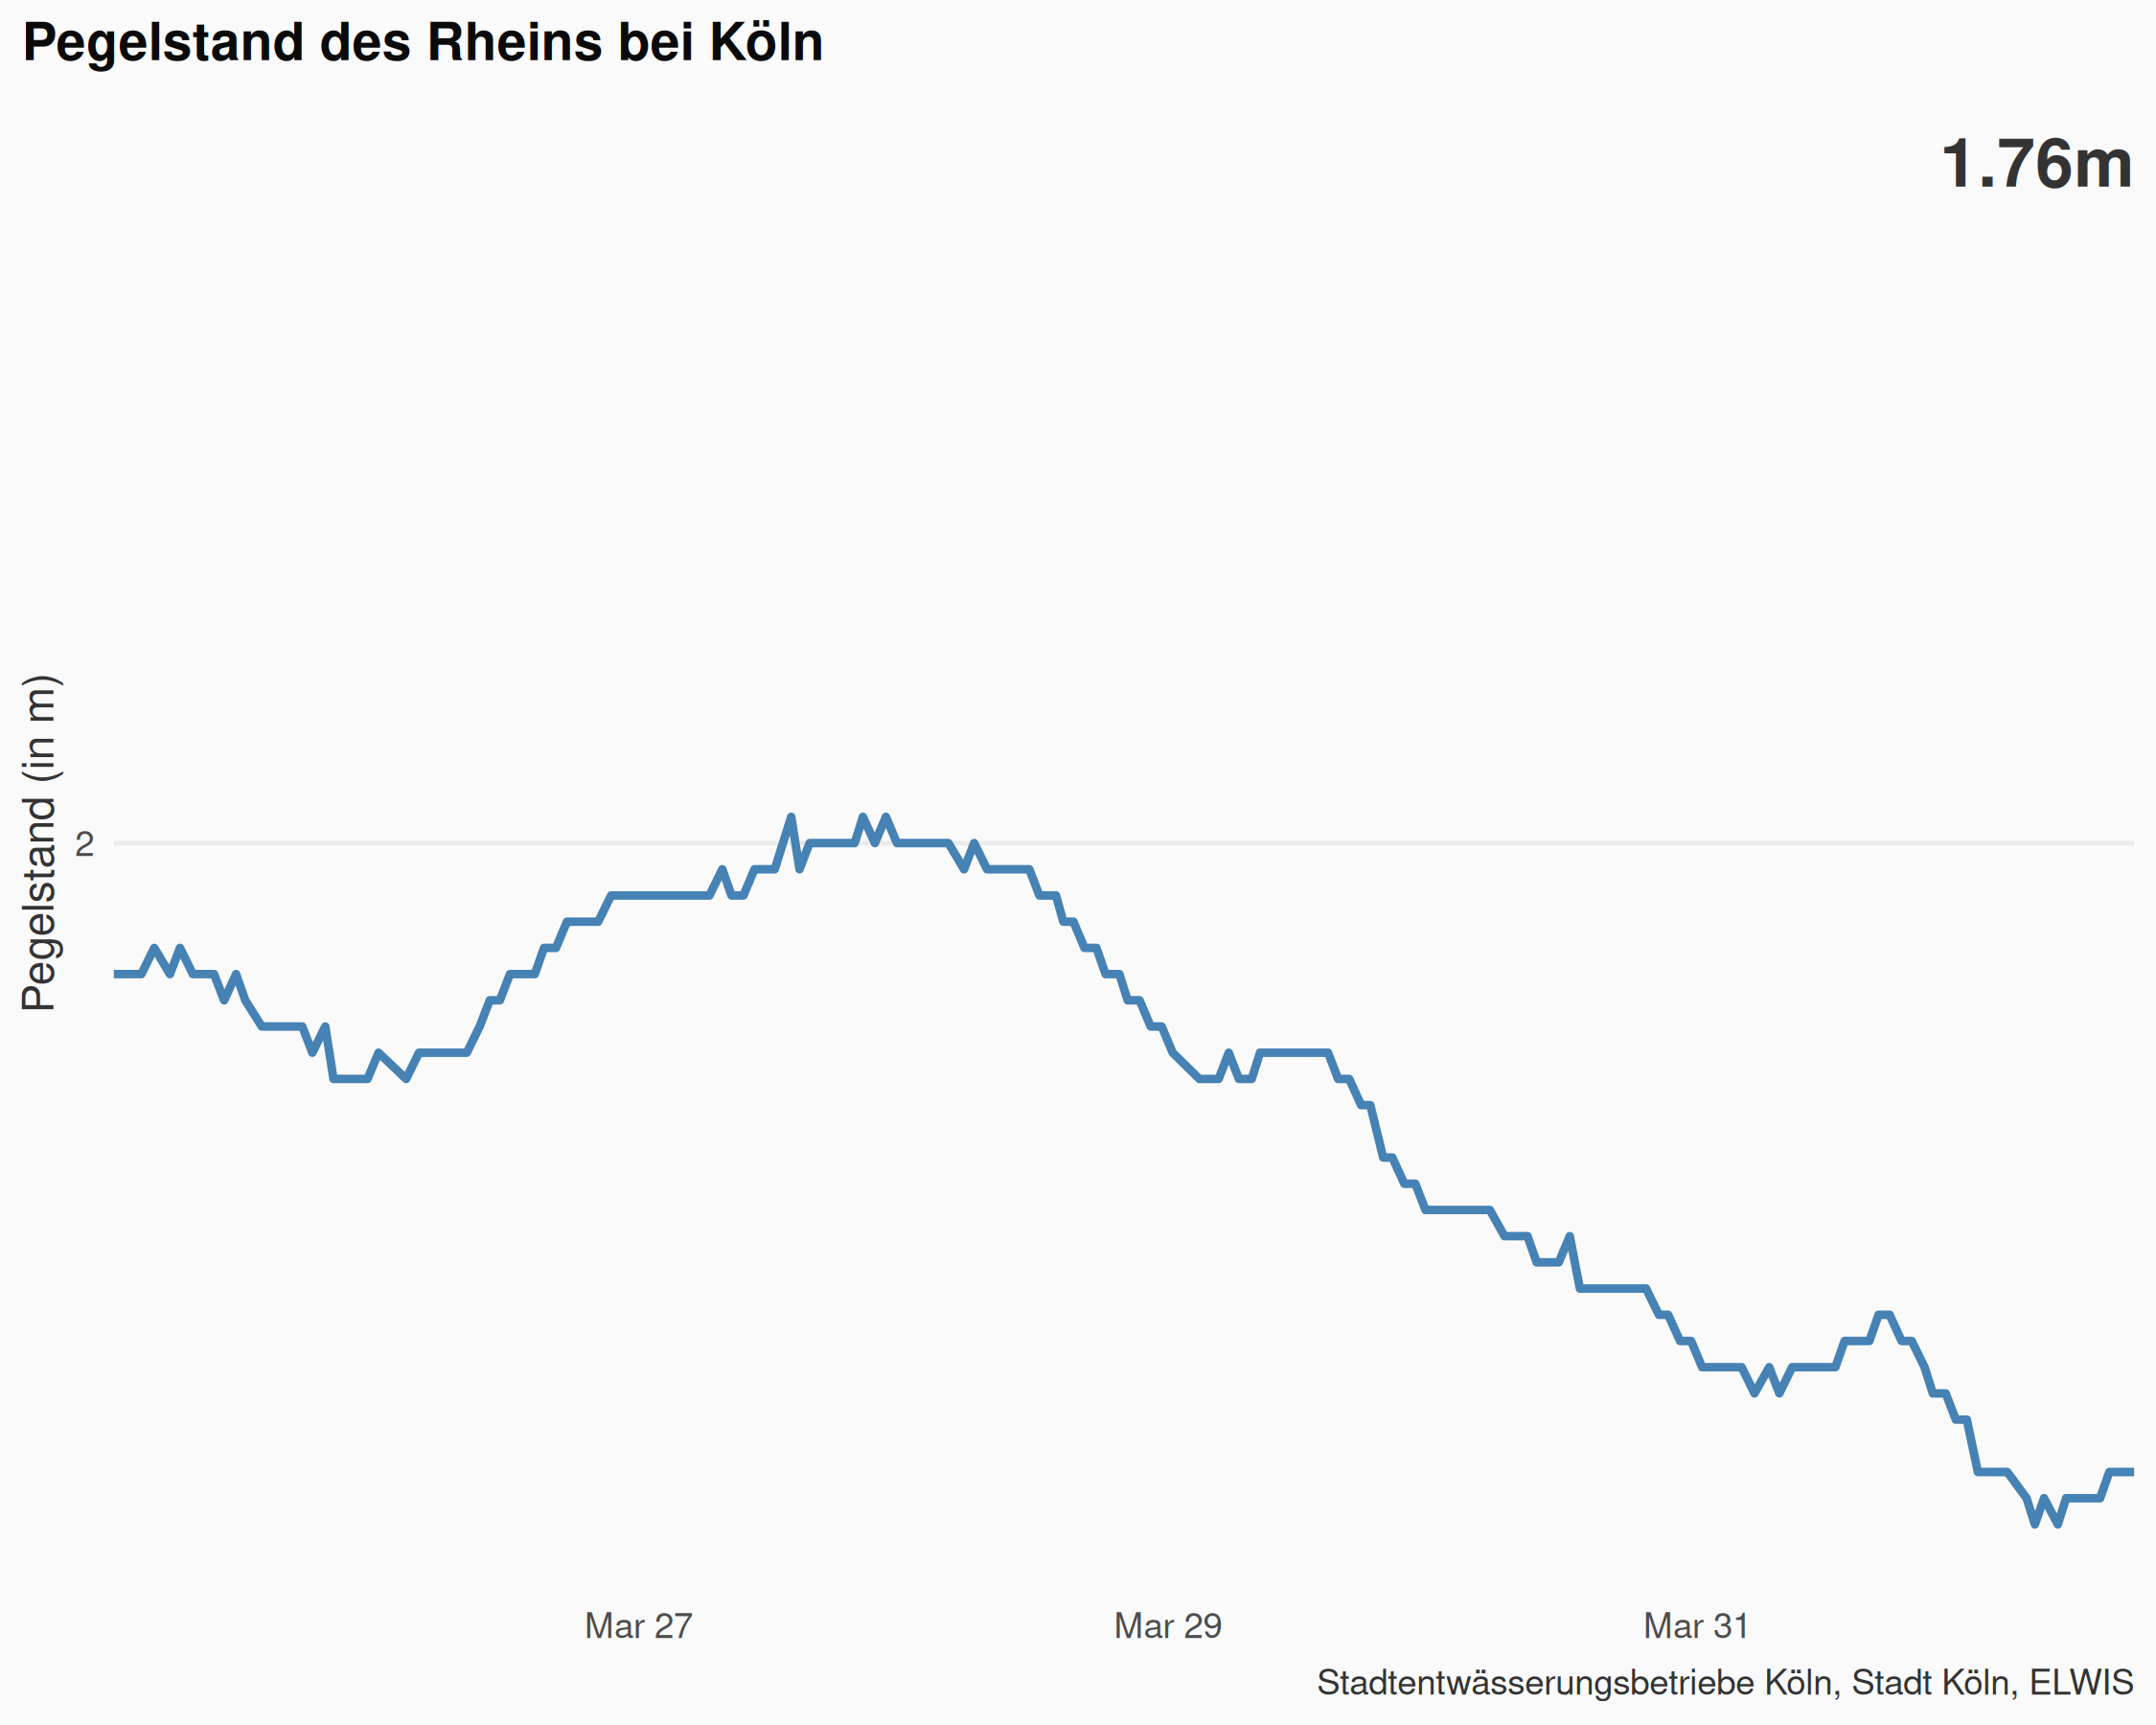 Pegelstand des Rheins bei Köln
1.76m
Pegelstand (in m)
2
Mar 27
Mar 29
Mar 31
Stadtentwässerungsbetriebe Köln, Stadt Köln, ELWIS